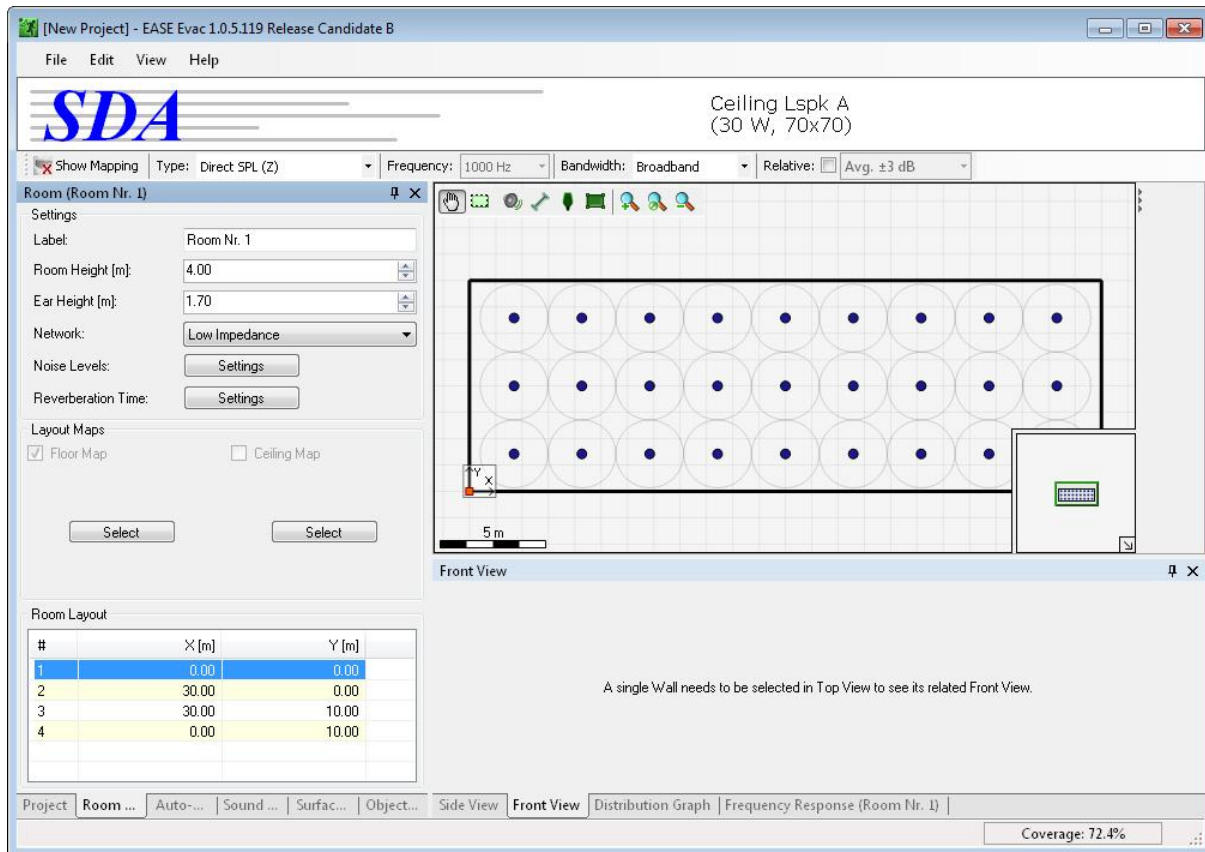 [New Project] - EASE Evac 1.0.5.119 Release Candidate B
File Edit View Help
SDA
Ceiling Lspk A
(30 W, 70x70)
Show Mapping Type: Direct SPL (Z) Frequency: 1000 Hz Bandwidth: Broadband Relative: Avg. ±3 dB
Room (Room Nr. 1)
Settings
Label: Room Nr. 1
Room Height [m]: 4.00
Ear Height [m]: 1.70
Network: Low Impedance
Noise Levels: Settings
Reverberation Time: Settings
Layout Maps
Floor Map Ceiling Map
Select Select
Room Layout
# X [m] Y [m]
1 0.00 0.00
2 30.00 0.00
3 30.00 10.00
4 0.00 10.00
Project Room ... Auto-... Sound ... Surfac... Object...
Y
X
5 m
Front View
A single Wall needs to be selected in Top View to see its related Front View.
Side View Front View Distribution Graph Frequency Response (Room Nr. 1)
Coverage: 72.4%